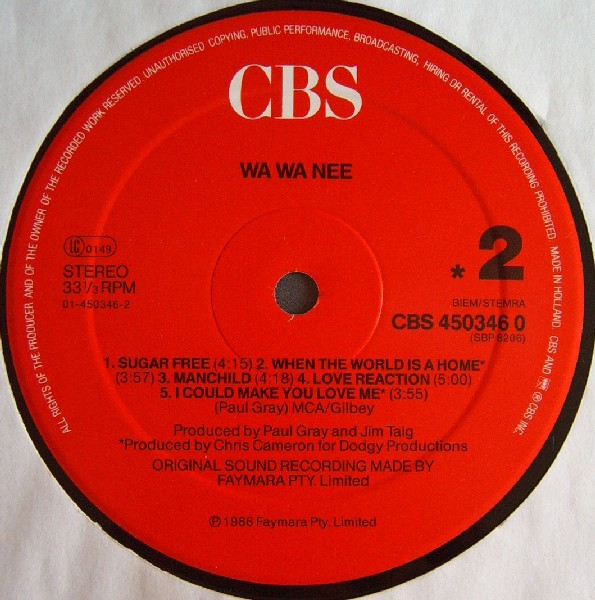 ALL RIGHTS OF THE PRODUCER AND OF THE OWNER OF THE RECORDED WORK RESERVED. UNAUTHORISED COPYING, PUBLIC PERFORMANCE, BROADCASTING, HIRING OR RENTAL OF THIS RECORDING PROHIBITED. MADE IN HOLLAND. CBS AND ℗ CBS INC.
CBS
WA WA NEE
LC 0149
STEREO
33 1/3 RPM
01-450346-2
* 2
BIEM/STEMRA
CBS 450346 0
(SBP 8206)
1. SUGAR FREE (4:15) 2. WHEN THE WORLD IS A HOME*
(3:57) 3. MANCHILD (4:18) 4. LOVE REACTION (5:00)
5. I COULD MAKE YOU LOVE ME* (3:55)
(Paul Gray) MCA/Gilbey
Produced by Paul Gray and Jim Taig
*Produced by Chris Cameron for Dodgy Productions
ORIGINAL SOUND RECORDING MADE BY
FAYMARA PTY. Limited
℗ 1986 Faymara Pty. Limited